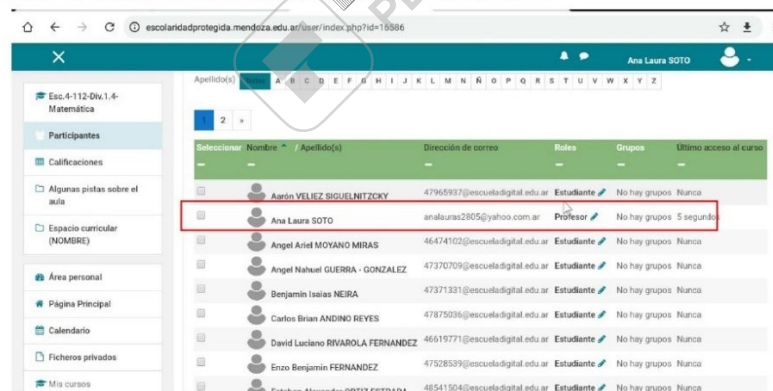 escolaridadprotegida.mendoza.edu.ar/user/index.php?id=16586
Ana Laura SOTO
Apellido(s) A B C D E F G H I J K L M N Ñ O P Q R S T U V W X Y Z
Esc.4-112-Div.1.4-
Matemática
Participantes
Calificaciones
Algunas pistas sobre el
aula
Espacio curricular
(NOMBRE)
Área personal
Página Principal
Calendario
Ficheros privados
Mis cursos
1 2 »
Seleccionar Nombre / Apellido(s) Dirección de correo Roles Grupos Último acceso al curso
Aarón VELIEZ SIGUELNITZCKY 47965937@escueladigital.edu.ar Estudiante No hay grupos Nunca
Ana Laura SOTO analauras2805@yahoo.com.ar Profesor No hay grupos 5 segundos
Angel Ariel MOYANO MIRAS 46474102@escueladigital.edu.ar Estudiante No hay grupos Nunca
Angel Nahuel GUERRA - GONZALEZ 47370709@escueladigital.edu.ar Estudiante No hay grupos Nunca
Benjamín Isaias NEIRA 47371331@escueladigital.edu.ar Estudiante No hay grupos Nunca
Carlos Brian ANDINO REYES 47875036@escueladigital.edu.ar Estudiante No hay grupos Nunca
David Luciano RIVAROLA FERNANDEZ 46619771@escueladigital.edu.ar Estudiante No hay grupos Nunca
Enzo Benjamin FERNANDEZ 47528539@escueladigital.edu.ar Estudiante No hay grupos Nunca
Esteban Alexander ORTIZ ESTRADA 48541504@escueladigital.edu.ar Estudiante No hay grupos Nunca